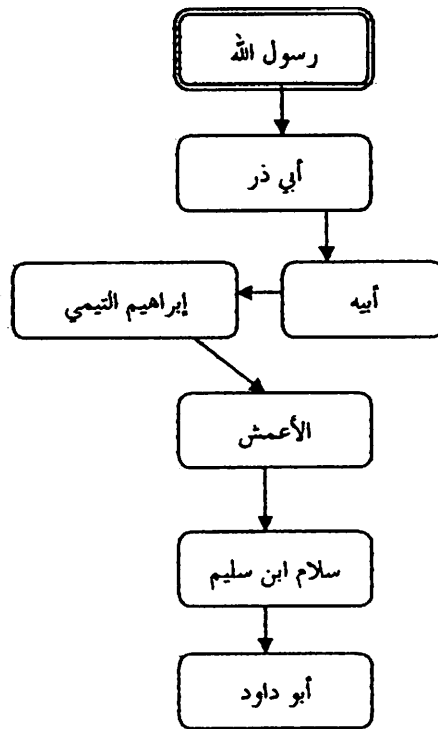 رسول الله
أبي ذر
أبيه
إبراهيم التيمي
الأعمش
سلام ابن سليم
أبو داود